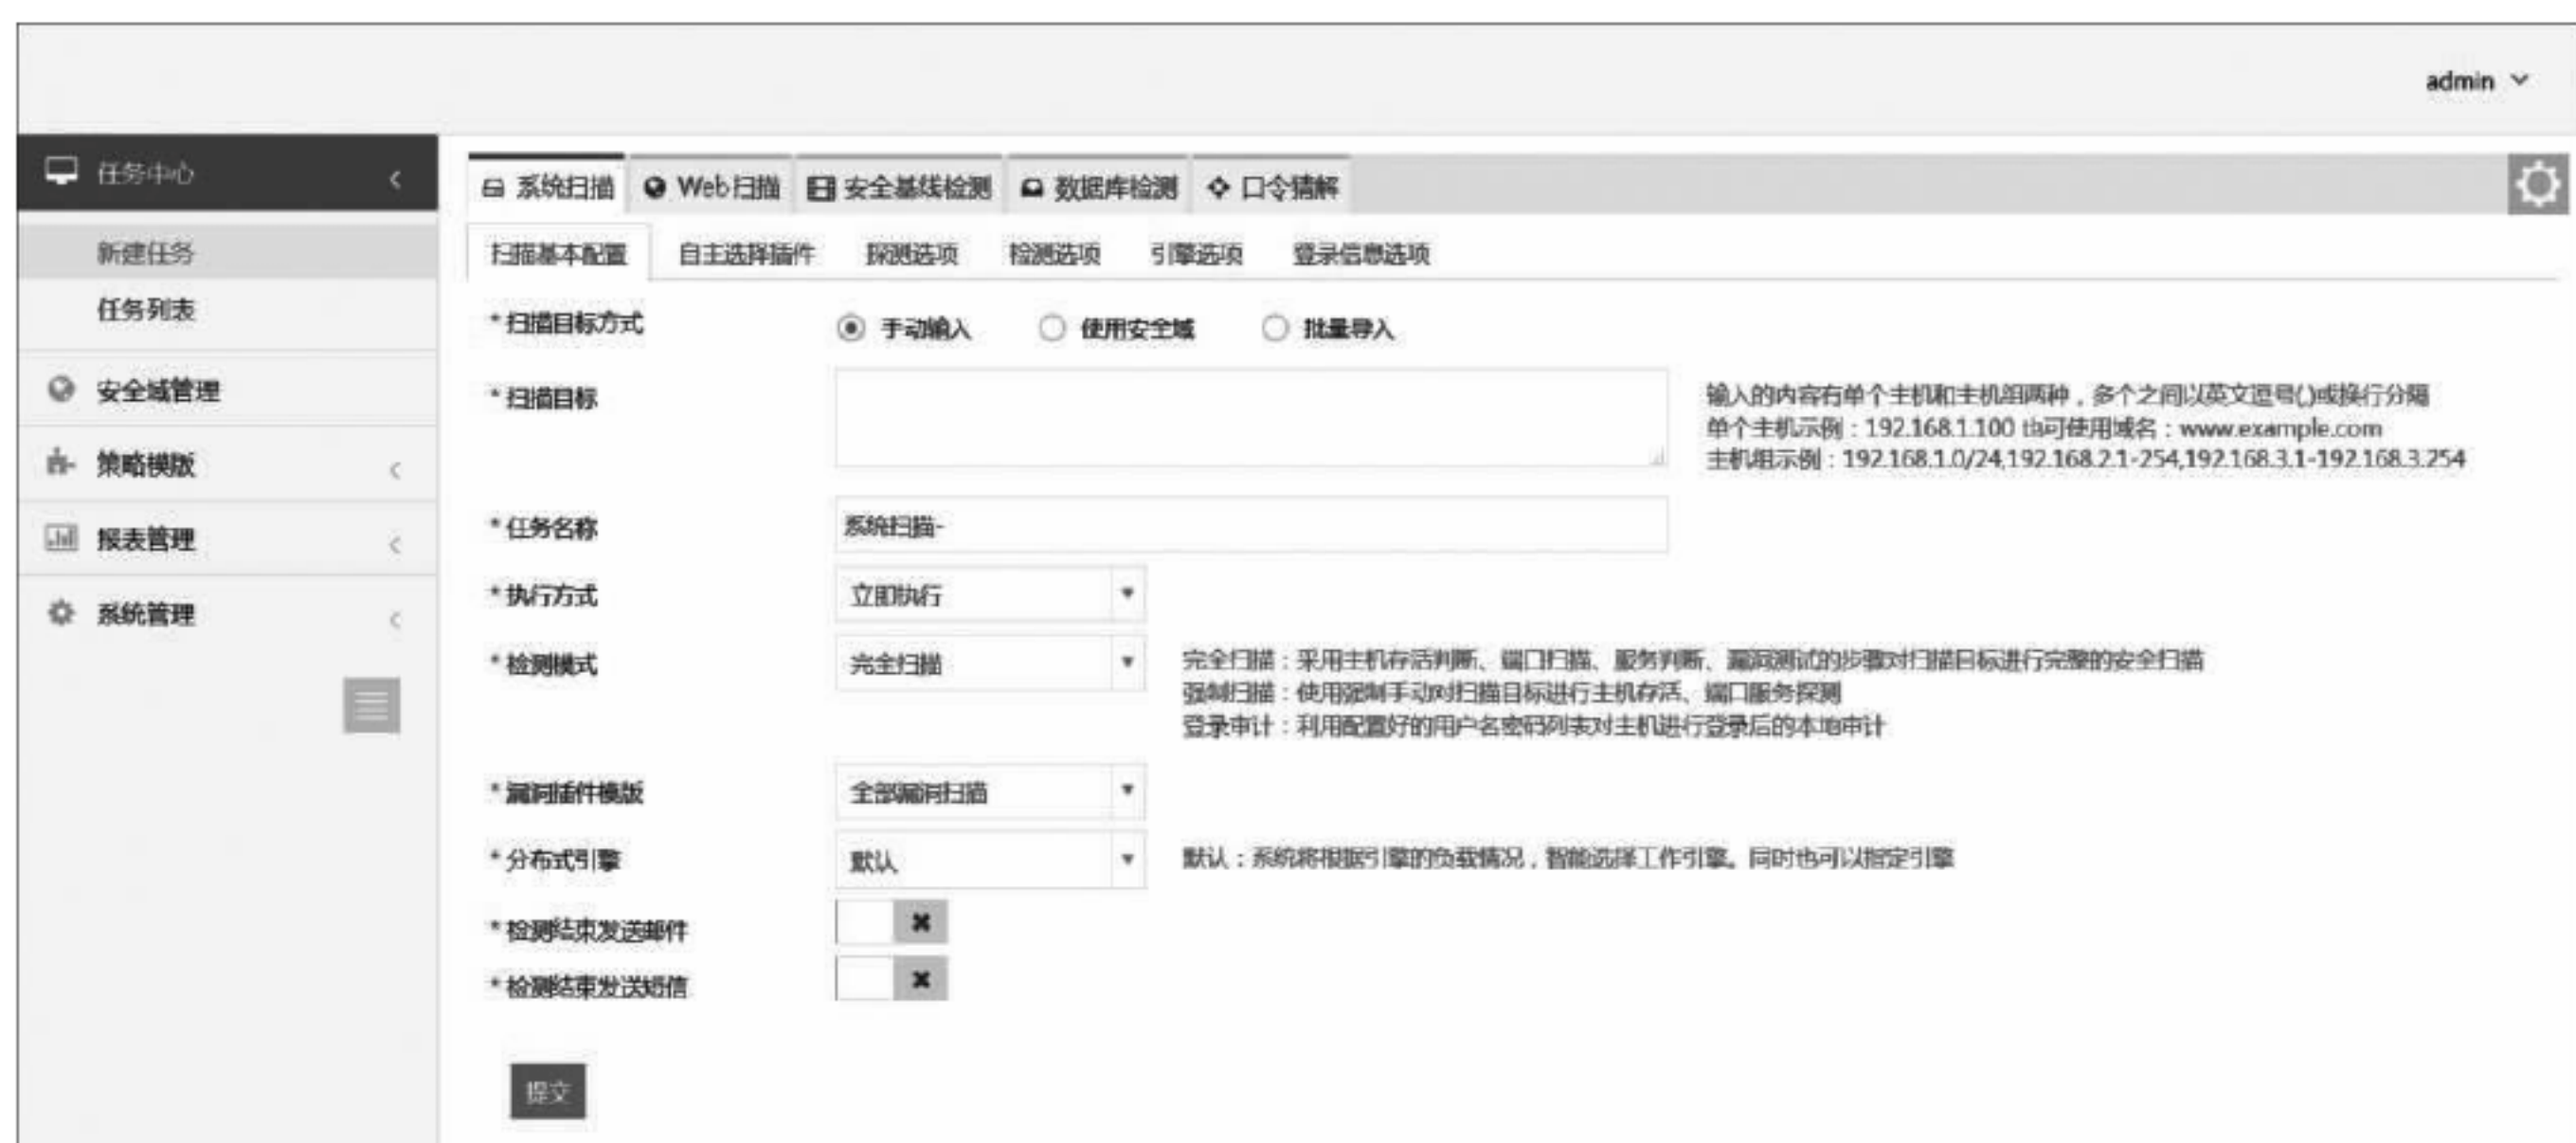 admin
任务中心
新建任务
任务列表
安全域管理
策略模版
报表管理
系统管理
系统扫描 Web扫描 安全基线检测 数据库检测 口令猜解
扫描基本配置 自主选择插件 探测选项 检测选项 引擎选项 登录信息选项
*扫描目标方式 手动输入 使用安全域 批量导入
*扫描目标
输入的内容有单个主机和主机组两种，多个之间以英文逗号(,)或换行分隔
单个主机示例：192.168.1.100 也可使用域名：www.example.com
主机组示例：192.168.1.0/24,192.168.2.1-254,192.168.3.1-192.168.3.254
*任务名称 系统扫描-
*执行方式 立即执行
*检测模式 完全扫描
完全扫描：采用主机存活判断、端口扫描、服务判断、漏洞测试的步骤对扫描目标进行完整的安全扫描
强制扫描：使用强制手动对扫描目标进行主机存活、端口服务探测
登录审计：利用配置好的用户名密码列表对主机进行登录后的本地审计
*漏洞插件模版 全部漏洞扫描
*分布式引擎 默认 默认：系统将根据引擎的负载情况，智能选择工作引擎。同时也可以指定引擎
*检测结束发送邮件
*检测结束发送短信
提交